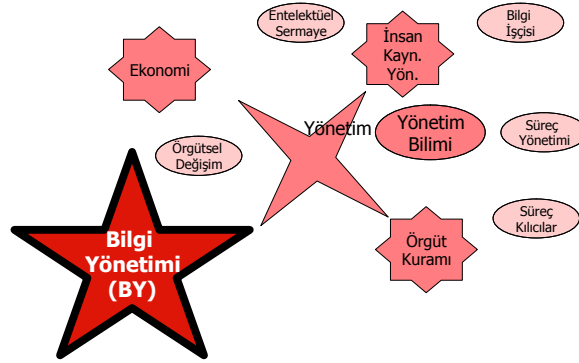 Entelektüel
Sermaye
Bilgi
İşçisi
İnsan
Kayn.
Yön.
Ekonomi
Yönetim
Yönetim
Bilimi
Süreç
Yönetimi
Örgütsel
Değişim
Süreç
Kılıcılar
Örgüt
Kuramı
Bilgi
Yönetimi
(BY)